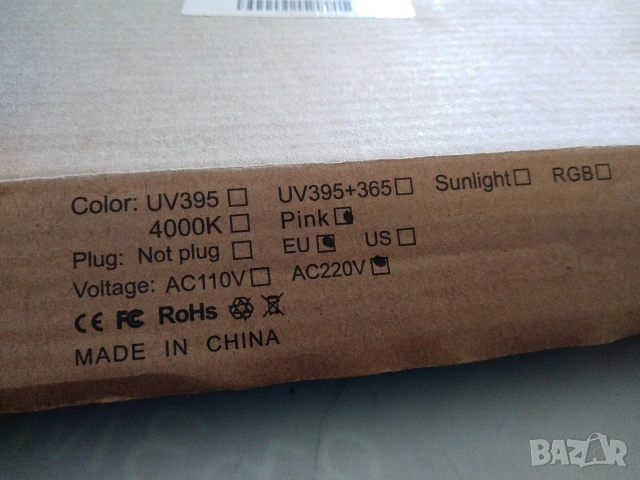 Color: UV395 ☐ UV395+365 ☐ Sunlight ☐ RGB ☐
4000K ☐ Pink ☑
Plug: Not plug ☐ EU ☑ US ☐
Voltage: AC110V ☐ AC220V ☑
CE FC RoHs
MADE IN CHINA
BAZAR